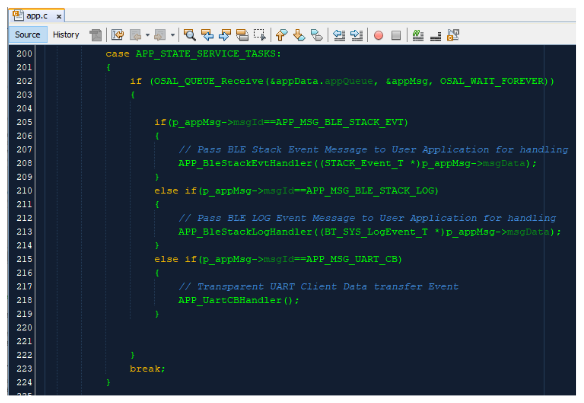 app.c x
Source History
200 case APP_STATE_SERVICE_TASKS:
201 {
202 if (OSAL_QUEUE_Receive(&appData.appQueue, &appMsg, OSAL_WAIT_FOREVER))
203 {
204
205 if(p_appMsg->msgId==APP_MSG_BLE_STACK_EVT)
206 {
207 // Pass BLE Stack Event Message to User Application for handling
208 APP_BleStackEvtHandler((STACK_Event_T *)p_appMsg->msgData);
209 }
210 else if(p_appMsg->msgId==APP_MSG_BLE_STACK_LOG)
211 {
212 // Pass BLE LOG Event Message to User Application for handling
213 APP_BleStackLogHandler((BT_SYS_LogEvent_T *)p_appMsg->msgData);
214 }
215 else if(p_appMsg->msgId==APP_MSG_UART_CB)
216 {
217 // Transparent UART Client Data transfer Event
218 APP_UartCBHandler();
219 }
220
221
222 }
223 break;
224 }